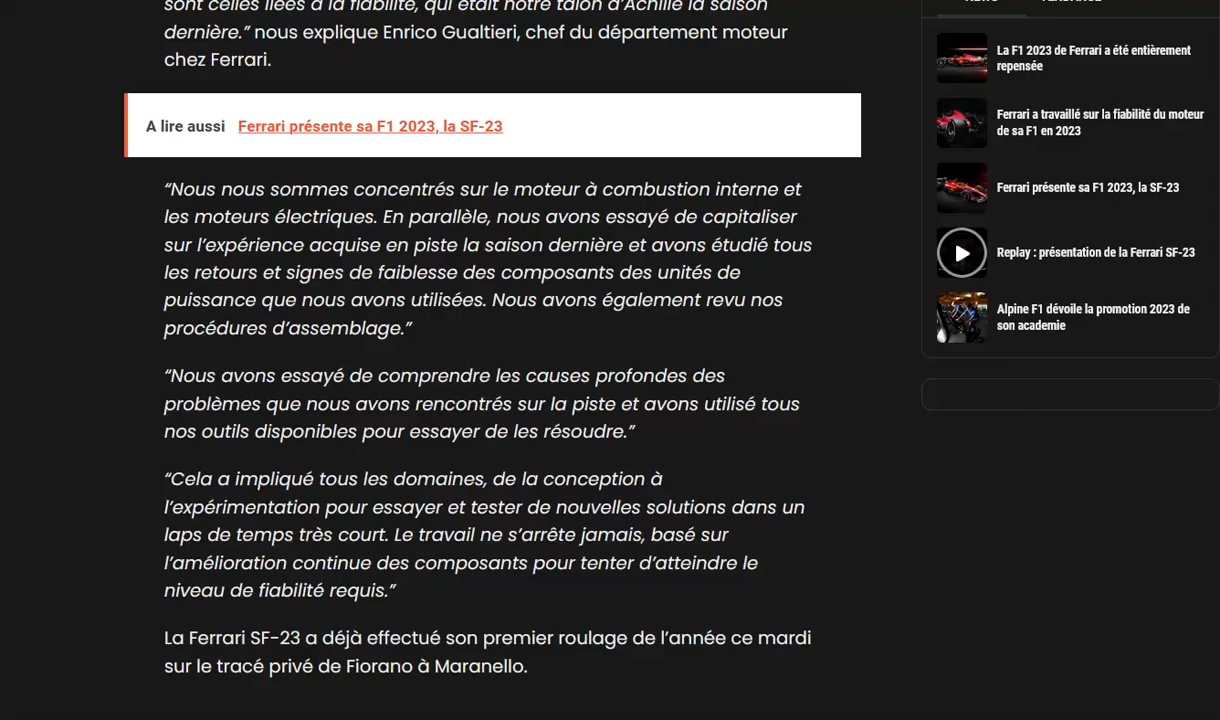 sont celles liées à la fiabilité, qui était notre talon d'Achille la saison
dernière.” nous explique Enrico Gualtieri, chef du département moteur
chez Ferrari.
A lire aussi Ferrari présente sa F1 2023, la SF-23
“Nous nous sommes concentrés sur le moteur à combustion interne et
les moteurs électriques. En parallèle, nous avons essayé de capitaliser
sur l’expérience acquise en piste la saison dernière et avons étudié tous
les retours et signes de faiblesse des composants des unités de
puissance que nous avons utilisées. Nous avons également revu nos
procédures d’assemblage.”
“Nous avons essayé de comprendre les causes profondes des
problèmes que nous avons rencontrés sur la piste et avons utilisé tous
nos outils disponibles pour essayer de les résoudre.”
“Cela a impliqué tous les domaines, de la conception à
l’expérimentation pour essayer et tester de nouvelles solutions dans un
laps de temps très court. Le travail ne s’arrête jamais, basé sur
l’amélioration continue des composants pour tenter d’atteindre le
niveau de fiabilité requis.”
La Ferrari SF-23 a déjà effectué son premier roulage de l’année ce mardi
sur le tracé privé de Fiorano à Maranello.
La F1 2023 de Ferrari a été entièrement
repensée
Ferrari a travaillé sur la fiabilité du moteur
de sa F1 en 2023
Ferrari présente sa F1 2023, la SF-23
Replay : présentation de la Ferrari SF-23
Alpine F1 dévoile la promotion 2023 de
son academie